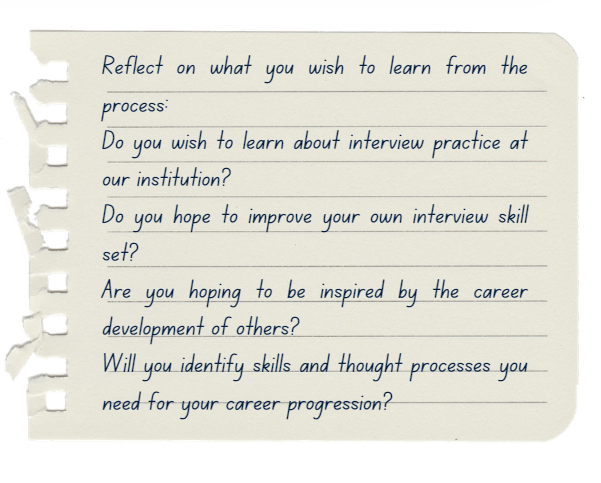 Reflect on what you wish to learn from the
process:
Do you wish to learn about interview practice at
our institution?
Do you hope to improve your own interview skill
set?
Are you hoping to be inspired by the career
development of others?
Will you identify skills and thought processes you
need for your career progression?